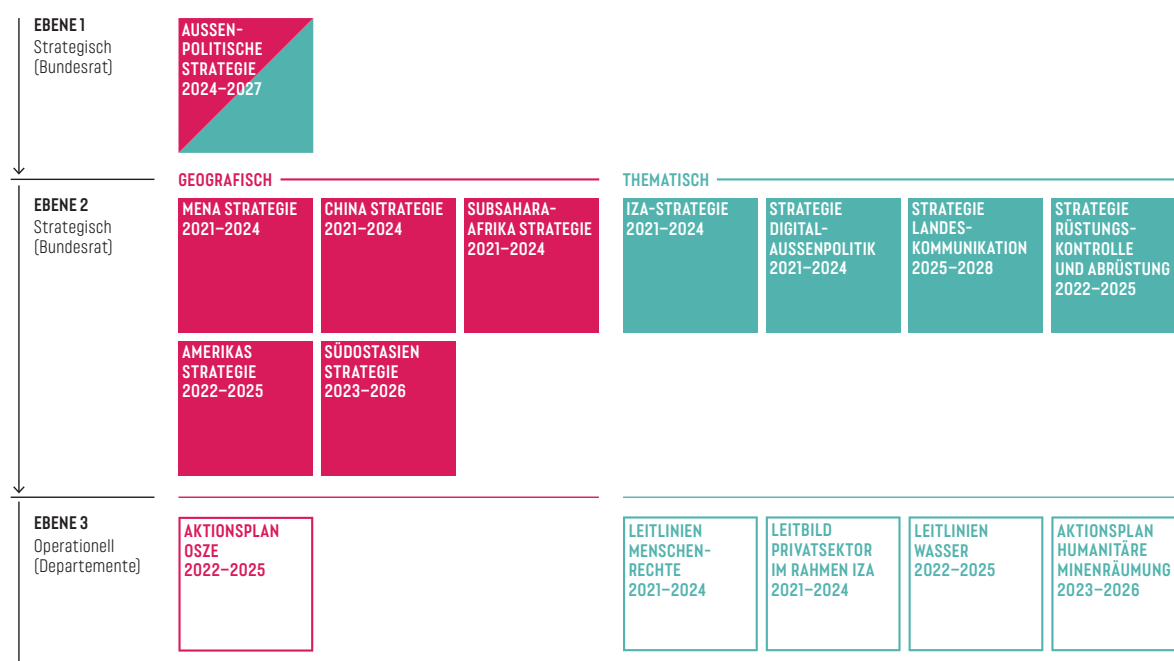 EBENE 1
Strategisch
(Bundesrat)
AUSSEN-
POLITISCHE
STRATEGIE
2024–2027
GEOGRAFISCH
THEMATISCH
EBENE 2
Strategisch
(Bundesrat)
MENA STRATEGIE
2021–2024
CHINA STRATEGIE
2021–2024
SUBSAHARA-
AFRIKA STRATEGIE
2021–2024
IZA-STRATEGIE
2021–2024
STRATEGIE
DIGITAL-
AUSSENPOLITIK
2021–2024
STRATEGIE
LANDES-
KOMMUNIKATION
2025–2028
STRATEGIE
RÜSTUNGS-
KONTROLLE
UND ABRÜSTUNG
2022–2025
AMERIKAS
STRATEGIE
2022–2025
SÜDOSTASIEN
STRATEGIE
2023–2026
EBENE 3
Operationell
(Departemente)
AKTIONSPLAN
OSZE
2022–2025
LEITLINIEN
MENSCHEN-
RECHTE
2021–2024
LEITBILD
PRIVATSEKTOR
IM RAHMEN IZA
2021–2024
LEITLINIEN
WASSER
2022–2025
AKTIONSPLAN
HUMANITÄRE
MINENRÄUMUNG
2023–2026